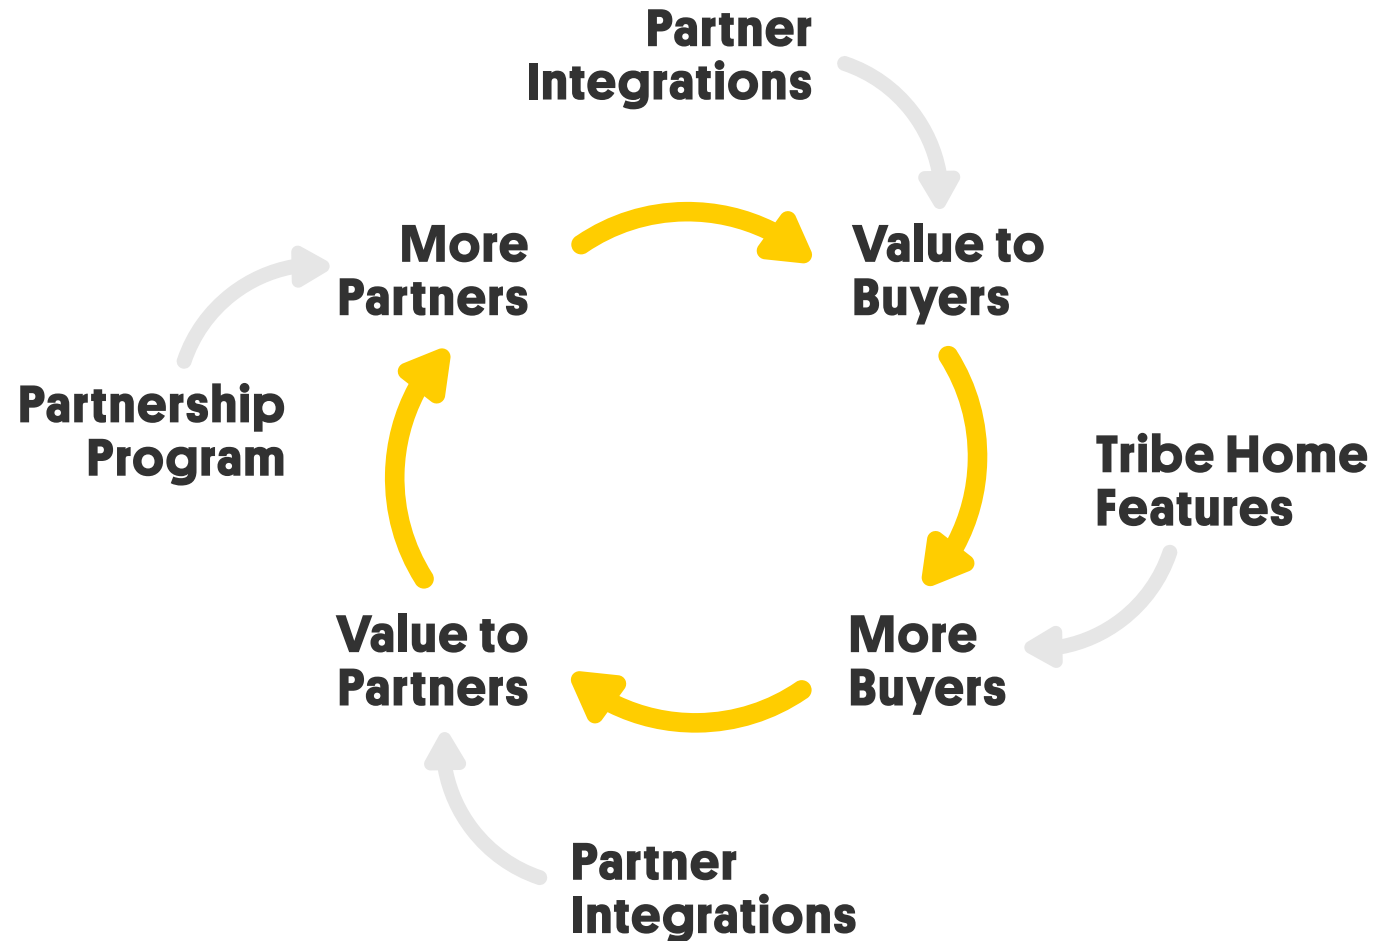 Partner
Integrations
More
Partners
Value to
Buyers
Partnership
Program
Tribe Home
Features
Value to
Partners
More
Buyers
Partner
Integrations